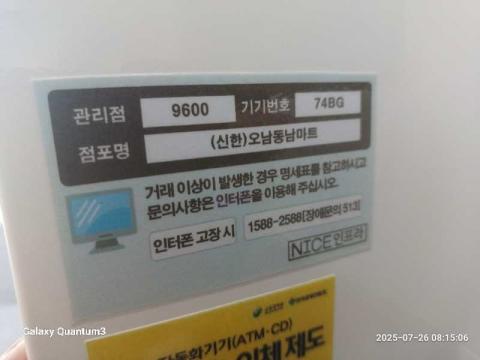 관리점 9600 기기번호 74BG
점포명 (신한)오남동남마트
거래 이상이 발생한 경우 명세표를 참고하시고
문의사항은 인터폰을 이용해 주십시오.
인터폰 고장 시 1588-2588[장애문의 513]
NICE인프라
자동화기기(ATM·CD)
제도
Galaxy Quantum3
2025-07-26 08:15:06